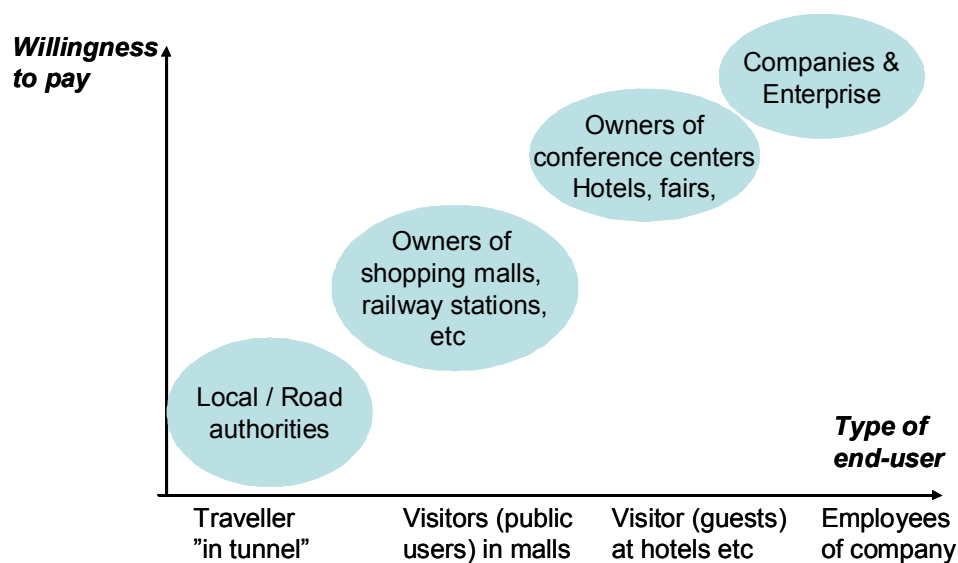 Willingness
to pay
Companies &
Enterprise
Owners of
conference centers
Hotels, fairs,
Owners of
shopping malls,
railway stations,
etc
Local / Road
authorities
Type of
end-user
Traveller
”in tunnel”
Visitors (public
users) in malls
Visitor (guests)
at hotels etc
Employees
of company